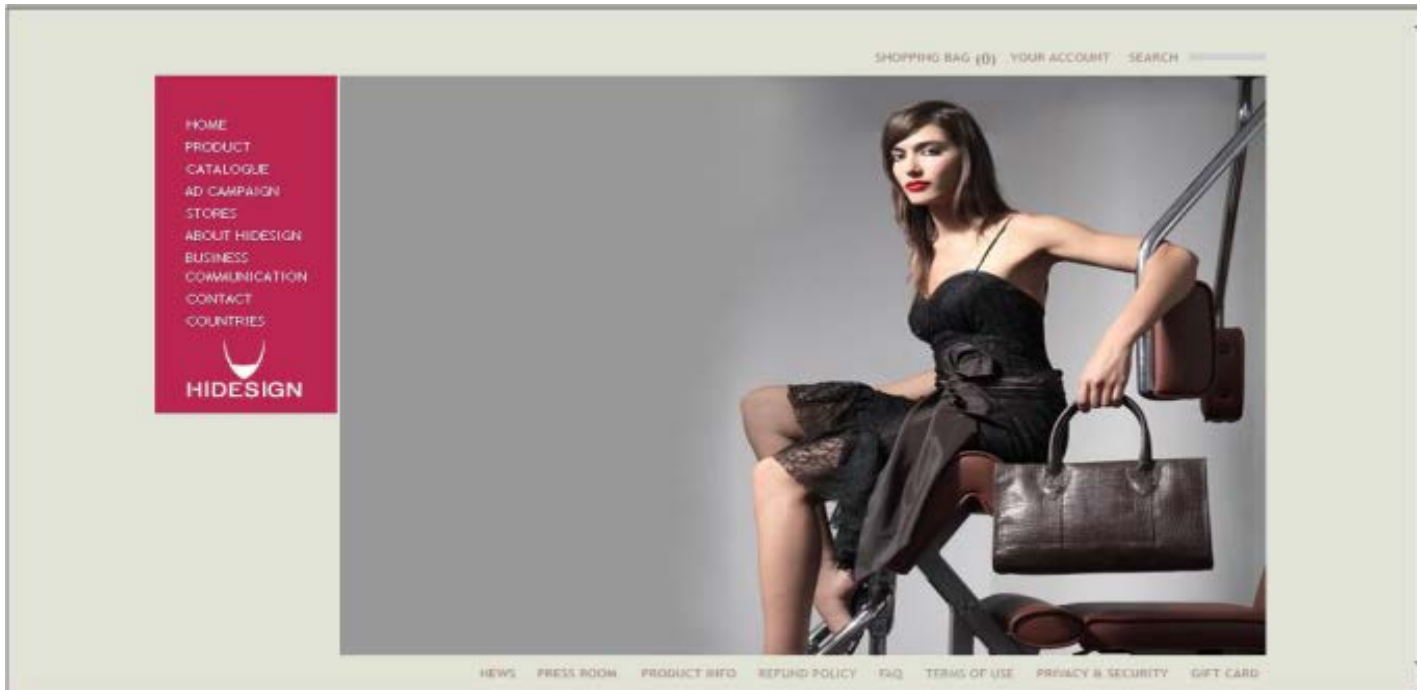 SHOPPING BAG (0) YOUR ACCOUNT SEARCH
HOME
PRODUCT
CATALOGUE
AD CAMPAIGN
STORES
ABOUT HIDESIGN
BUSINESS
COMMUNICATION
CONTACT
COUNTRIES
HIDESIGN
NEWS PRESS ROOM PRODUCT INFO REFUND POLICY FAQ TERMS OF USE PRIVACY & SECURITY GIFT CARD